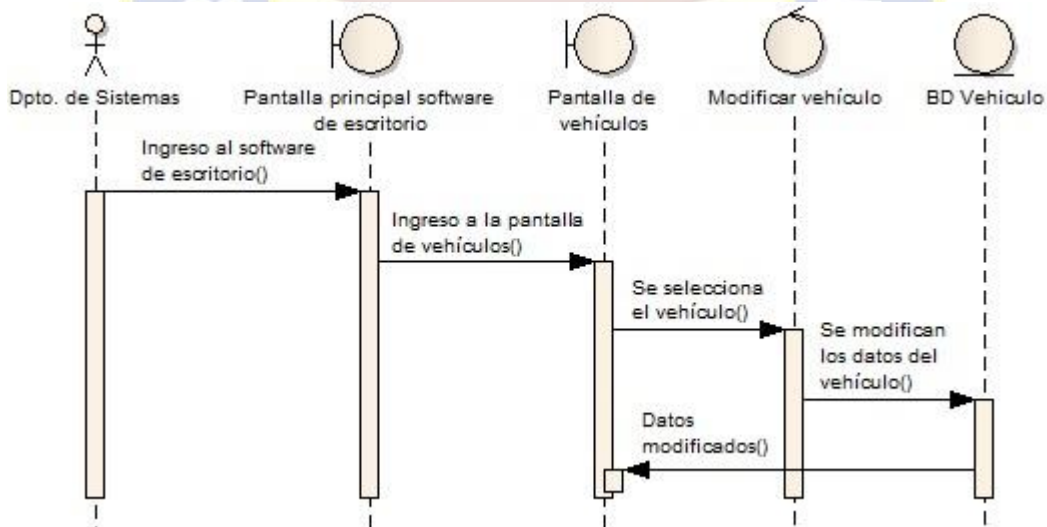 Dpto. de Sistemas
Pantalla principal software
de escritorio
Pantalla de
vehículos
Modificar vehículo
BD Vehiculo
Ingreso al software
de escritorio()
Ingreso a la pantalla
de vehículos()
Se selecciona
el vehículo()
Se modifican
los datos del
vehículo()
Datos
modificados()